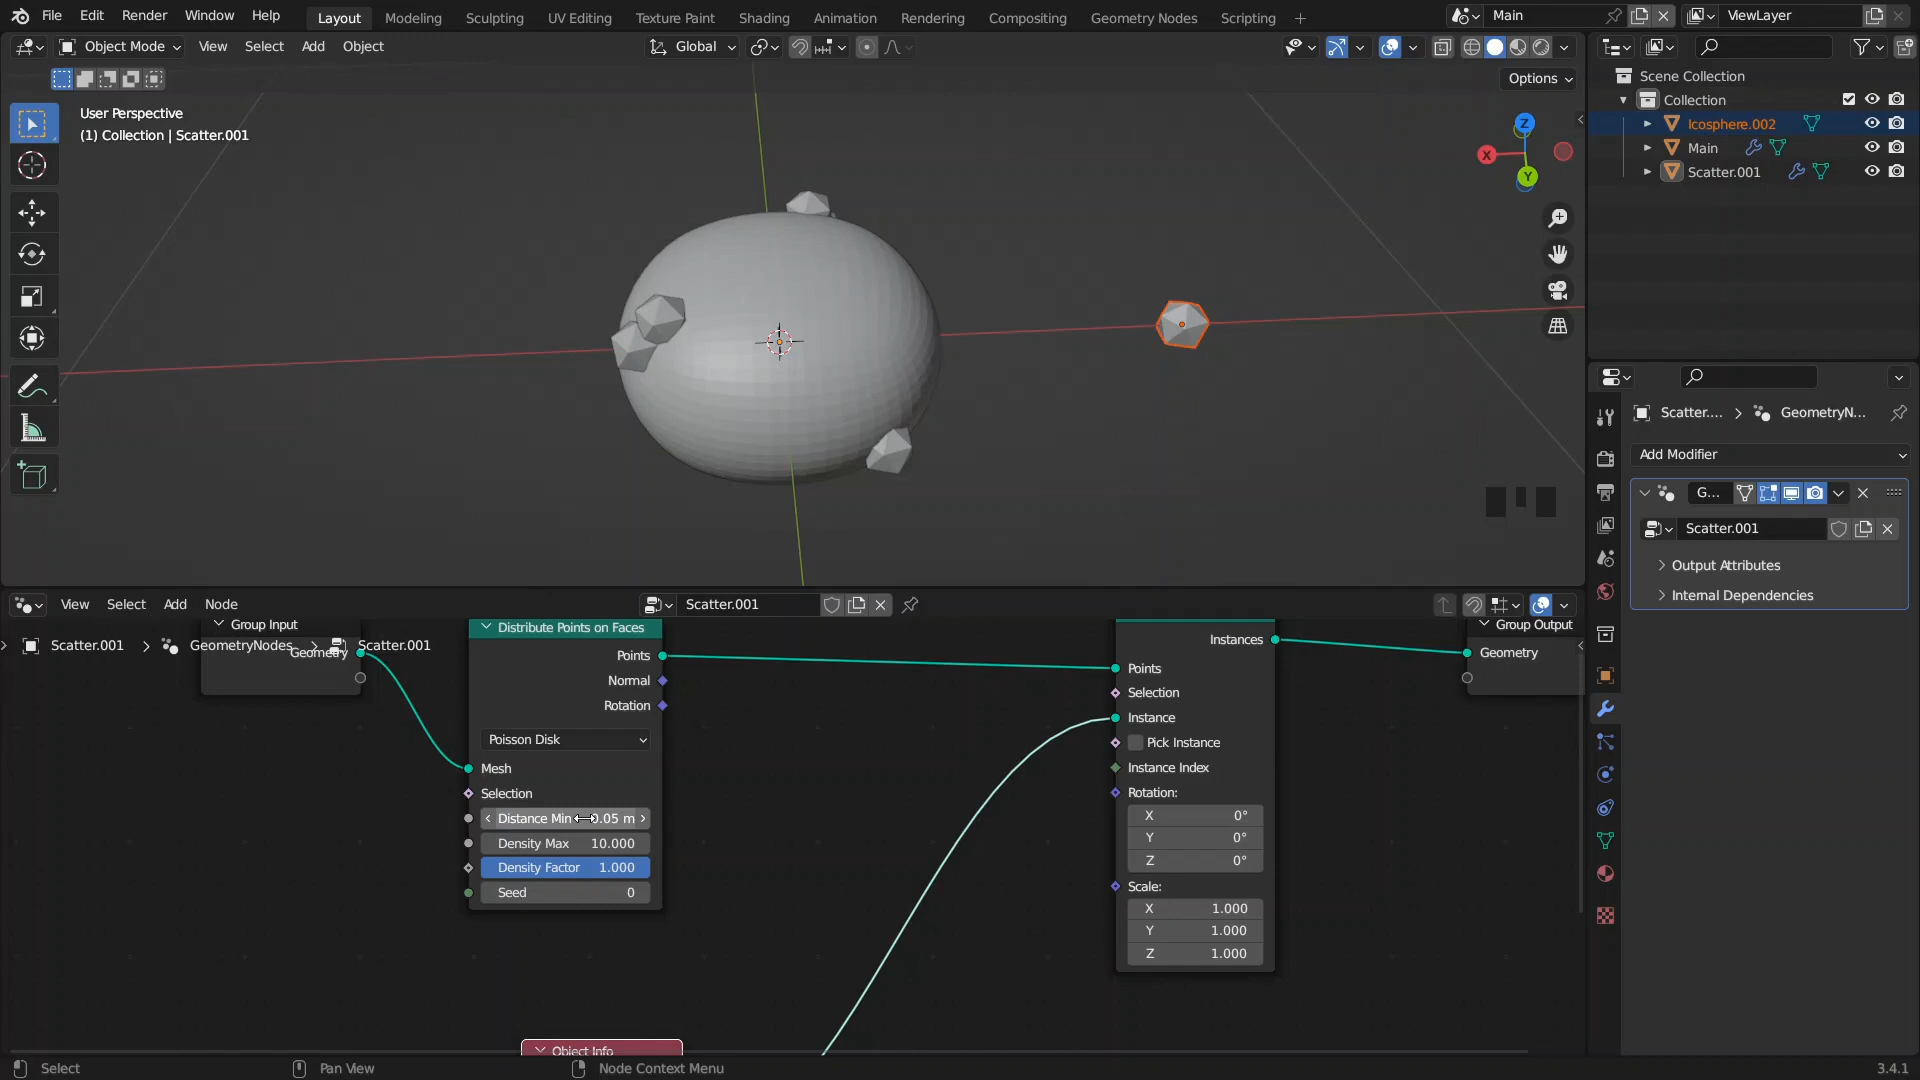 File Edit Render Window Help
Layout Modeling Sculpting UV Editing Texture Paint Shading Animation Rendering Compositing Geometry Nodes Scripting +
Main
ViewLayer
Object Mode View Select Add Object
Global
Options
User Perspective
(1) Collection | Scatter.001
Z
X
Y
Scene Collection
Collection
Icosphere.002
Main
Scatter.001
Scatter.... > GeometryN...
Add Modifier
G...
Scatter.001
Output Attributes
Internal Dependencies
View Select Add Node
Scatter.001
Scatter.001 > GeometryNodes > Scatter.001
Group Input
Geometry
Distribute Points on Faces
Points
Normal
Rotation
Poisson Disk
Mesh
Selection
Distance Min 0.05 m
Density Max 10.000
Density Factor 1.000
Seed 0
Object Info
Instances
Points
Selection
Instance
Pick Instance
Instance Index
Rotation:
X 0°
Y 0°
Z 0°
Scale:
X 1.000
Y 1.000
Z 1.000
Group Output
Geometry
Select
Pan View
Node Context Menu
3.4.1